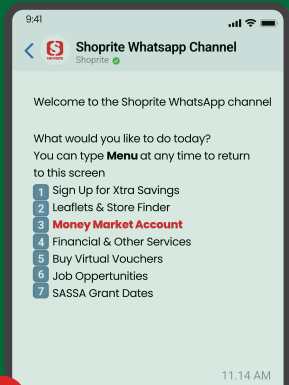 9:41
SHOPRITE
Shoprite Whatsapp Channel
Shoprite
Welcome to the Shoprite WhatsApp channel
What would you like to do today?
You can type Menu at any time to return
to this screen
1 Sign Up for Xtra Savings
2 Leaflets & Store Finder
3 Money Market Account
4 Financial & Other Services
5 Buy Virtual Vouchers
6 Job Oppertunities
7 SASSA Grant Dates
11.14 AM